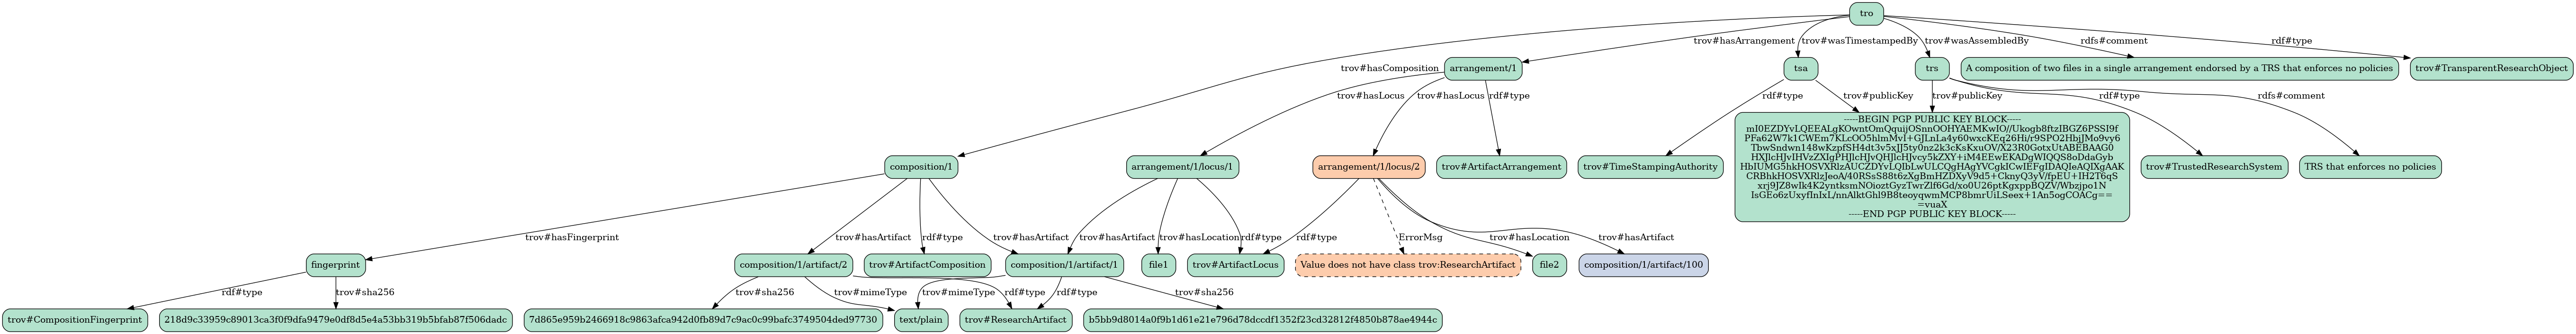 tro
trov#hasArrangement
trov#wasTimestampedBy
trov#wasAssembledBy
rdfs#comment
rdf#type
trov#hasComposition
arrangement/1
tsa
trs
A composition of two files in a single arrangement endorsed by a TRS that enforces no policies
trov#TransparentResearchObject
trov#hasLocus
trov#hasLocus
rdf#type
rdf#type
trov#publicKey
trov#publicKey
rdf#type
rdfs#comment
composition/1
arrangement/1/locus/1
arrangement/1/locus/2
trov#ArtifactArrangement
trov#TimeStampingAuthority
-----BEGIN PGP PUBLIC KEY BLOCK-----
mI0EZDYvLQEEALgKOwntOmQquijOSnnOOHYAEMKwIO//Ukogb8ftzIBGZ6PSSI9f
PFa62W7k1CWEm7KLcOO5hlmMvI+GJLnLa4y60wxcKEq26Hi/r9SPO2HbjJMo9vy6
TbwSndwn148wKzpfSH4dt3v5xJJ5ty0nz2k3cKsKxuOV/X23R0GotxUtABEBAAG0
HXJlcHJvIHVzZXIgPHJlcHJvQHJlcHJvcy5kZXY+iM4EEwEKADgWIQQS8oDdaGyb
HbIUMG5hkHOSVXRlzAUCZDYvLQIbLwULCQgHAgYVCgkICwIEFgIDAQIeAQIXgAAK
CRBhkHOSVXRlzJeoA/40RSsS88t6zXgBmHZDXyV9d5+CknyQ3yV/fpEU+IH2T6qS
xrj9JZ8wIk4K2yntksmNOioztGyzTwrZlf6Gd/xo0U26ptKgxppBQZV/Wbzjpo1N
IsGEo6zUxyfInIxL/nnAlktGhl9B8teoyqwmMCP8bmrUiLSeex+1An5ogCOACg==
=vuaX
-----END PGP PUBLIC KEY BLOCK-----
trov#TrustedResearchSystem
TRS that enforces no policies
trov#hasFingerprint
trov#hasArtifact
rdf#type
trov#hasArtifact
trov#hasArtifact
trov#hasLocation
rdf#type
rdf#type
ErrorMsg
trov#hasLocation
trov#hasArtifact
fingerprint
composition/1/artifact/2
trov#ArtifactComposition
composition/1/artifact/1
file1
trov#ArtifactLocus
Value does not have class trov:ResearchArtifact
file2
composition/1/artifact/100
rdf#type
trov#sha256
trov#sha256
trov#mimeType
trov#mimeType
rdf#type
rdf#type
trov#sha256
trov#CompositionFingerprint
218d9c33959c89013ca3f0f9dfa9479e0df8d5e4a53bb319b5bfab87f506dadc
7d865e959b2466918c9863afca942d0fb89d7c9ac0c99bafc3749504ded97730
text/plain
trov#ResearchArtifact
b5bb9d8014a0f9b1d61e21e796d78dccdf1352f23cd32812f4850b878ae4944c